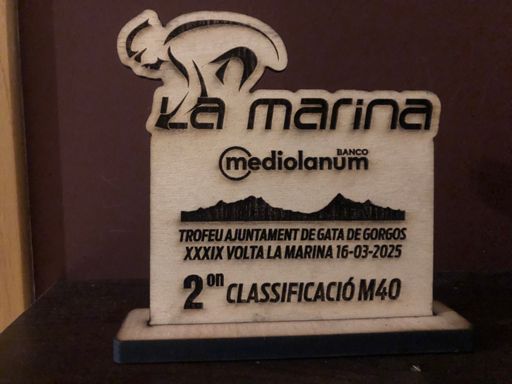 La marina
BANCO
mediolanum
TROFEU AJUNTAMENT DE GATA DE GORGOS
XXXIX VOLTA LA MARINA 16-03-2025
2on CLASSIFICACIÓ M40